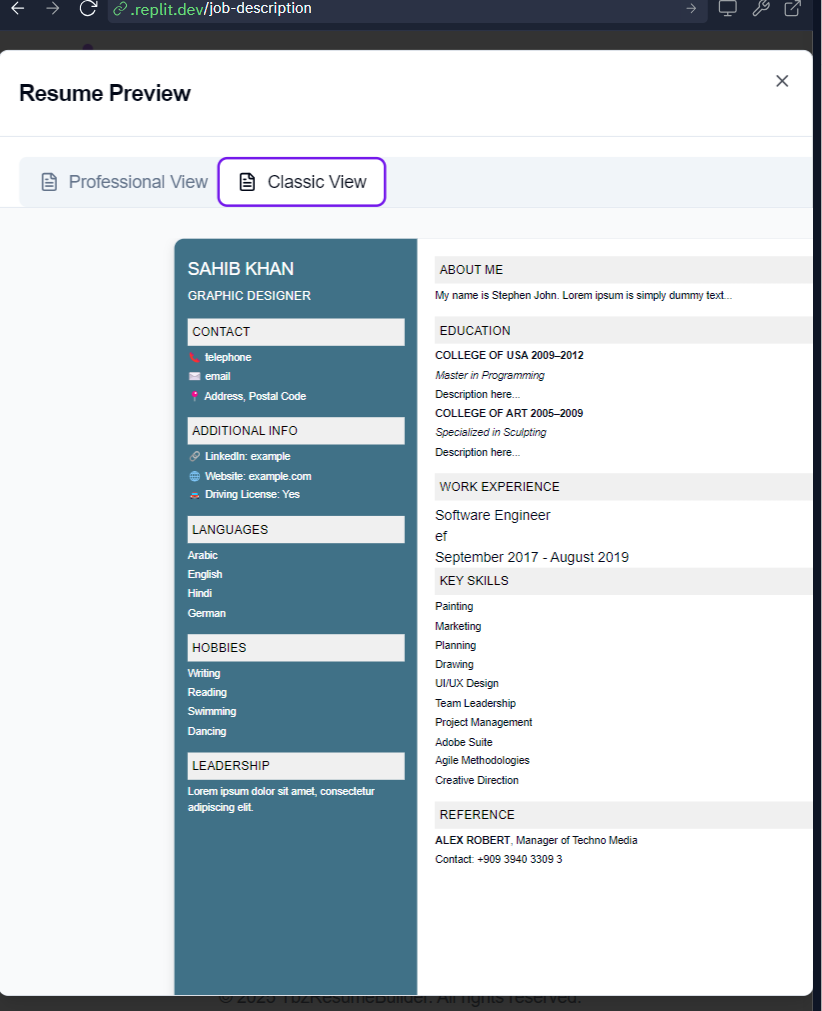 .replit.dev/job-description
Resume Preview
Professional View
Classic View
SAHIB KHAN
GRAPHIC DESIGNER
CONTACT
telephone
email
Address, Postal Code
ADDITIONAL INFO
LinkedIn: example
Website: example.com
Driving License: Yes
LANGUAGES
Arabic
English
Hindi
German
HOBBIES
Writing
Reading
Swimming
Dancing
LEADERSHIP
Lorem ipsum dolor sit amet, consectetur
adipiscing elit.
ABOUT ME
My name is Stephen John. Lorem ipsum is simply dummy text...
EDUCATION
COLLEGE OF USA 2009–2012
Master in Programming
Description here...
COLLEGE OF ART 2005–2009
Specialized in Sculpting
Description here...
WORK EXPERIENCE
Software Engineer
ef
September 2017 - August 2019
KEY SKILLS
Painting
Marketing
Planning
Drawing
UI/UX Design
Team Leadership
Project Management
Adobe Suite
Agile Methodologies
Creative Direction
REFERENCE
ALEX ROBERT, Manager of Techno Media
Contact: +909 3940 3309 3
© 2025 TbzResumeBuilder. All rights reserved.